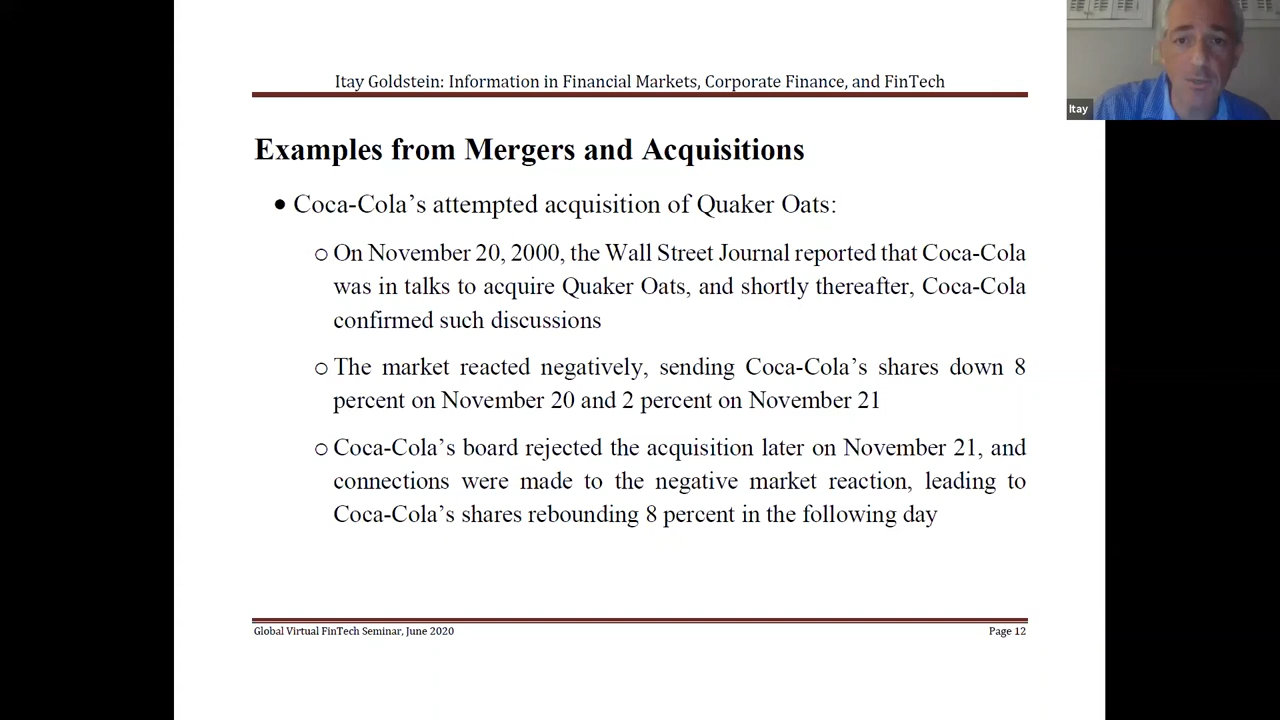 Itay Goldstein: Information in Financial Markets, Corporate Finance, and FinTech
Itay
Examples from Mergers and Acquisitions
• Coca-Cola’s attempted acquisition of Quaker Oats:
o On November 20, 2000, the Wall Street Journal reported that Coca-Cola
was in talks to acquire Quaker Oats, and shortly thereafter, Coca-Cola
confirmed such discussions
o The market reacted negatively, sending Coca-Cola’s shares down 8
percent on November 20 and 2 percent on November 21
o Coca-Cola’s board rejected the acquisition later on November 21, and
connections were made to the negative market reaction, leading to
Coca-Cola’s shares rebounding 8 percent in the following day
Global Virtual FinTech Seminar, June 2020
Page 12